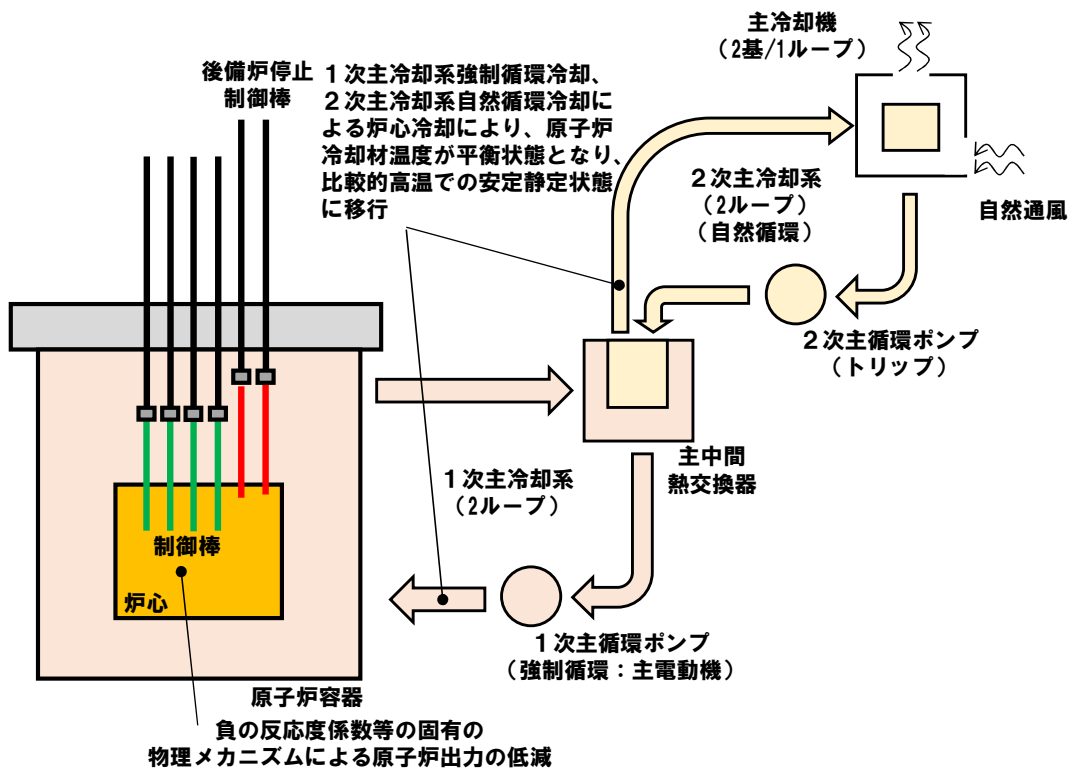 主冷却機
（2基/1ループ）
後備炉停止
制御棒
１次主冷却系強制循環冷却、
２次主冷却系自然循環冷却に
よる炉心冷却により、原子炉
冷却材温度が平衡状態となり、
比較的高温での安定静定状態
に移行
２次主冷却系
（2ループ）
（自然循環）
自然通風
２次主循環ポンプ
（トリップ）
主中間
熱交換器
１次主冷却系
（2ループ）
制御棒
炉心
１次主循環ポンプ
（強制循環：主電動機）
原子炉容器
負の反応度係数等の固有の
物理メカニズムによる原子炉出力の低減